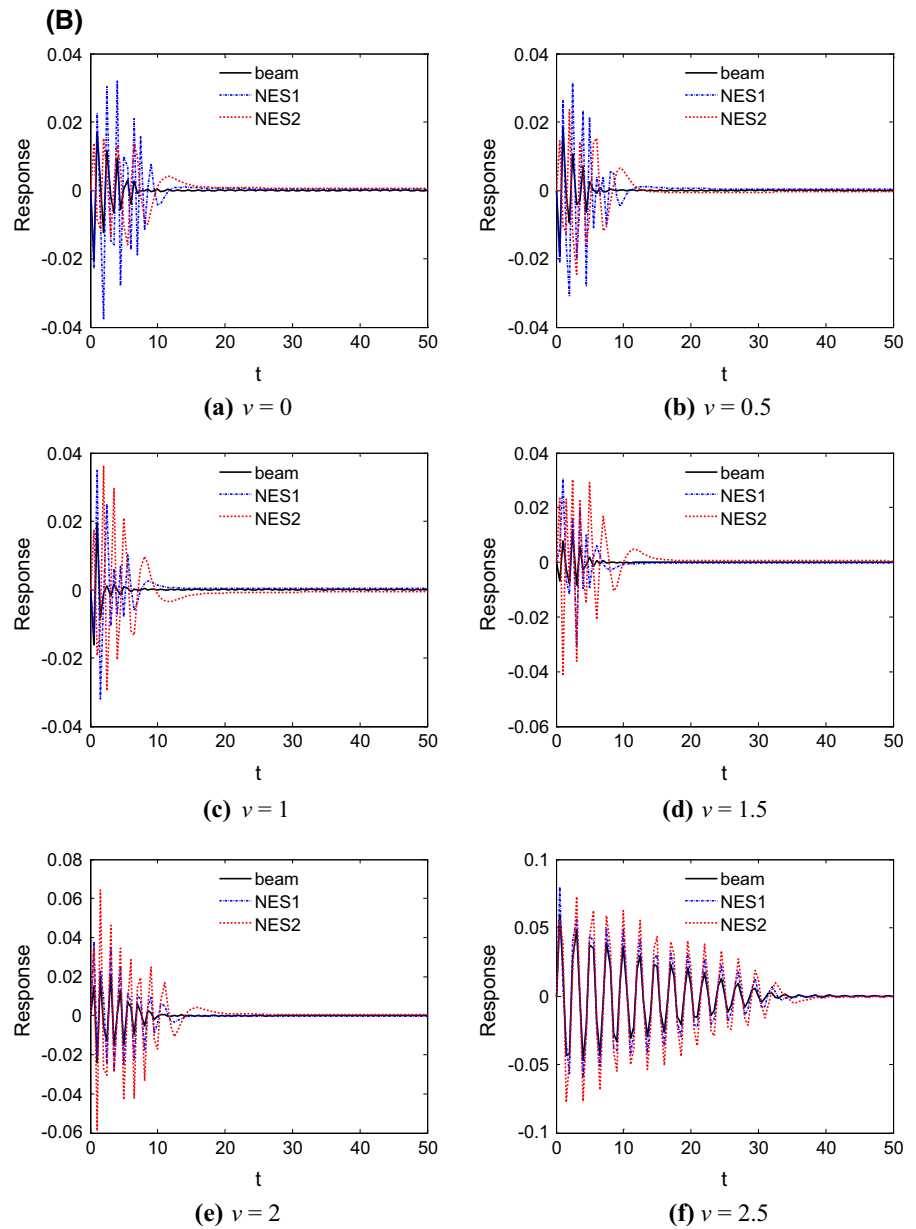 (B)
0.04
0.02
0
-0.02
-0.04
Response
beam
NES1
NES2
0 10 20 30 40 50
t
(a) v = 0
0.04
0.02
0
-0.02
-0.04
Response
beam
NES1
NES2
0 10 20 30 40 50
t
(b) v = 0.5
0.04
0.02
0
-0.02
-0.04
Response
beam
NES1
NES2
0 10 20 30 40 50
t
(c) v = 1
0.04
0.02
0
-0.02
-0.04
-0.06
Response
beam
NES1
NES2
0 10 20 30 40 50
t
(d) v = 1.5
0.08
0.06
0.04
0.02
0
-0.02
-0.04
-0.06
Response
beam
NES1
NES2
0 10 20 30 40 50
t
(e) v = 2
0.1
0.05
0
-0.05
-0.1
Response
beam
NES1
NES2
0 10 20 30 40 50
t
(f) v = 2.5